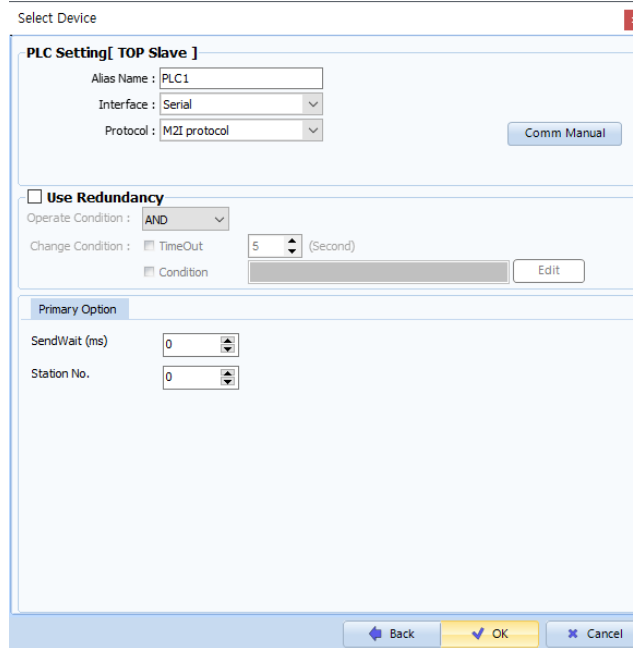 Select Device
PLC Setting[ TOP Slave ]
Alias Name : PLC1
Interface : Serial
Protocol : M2I protocol
Comm Manual
Use Redundancy
Operate Condition : AND
Change Condition : TimeOut 5 (Second)
Condition Edit
Primary Option
SendWait (ms) 0
Station No. 0
Back OK Cancel